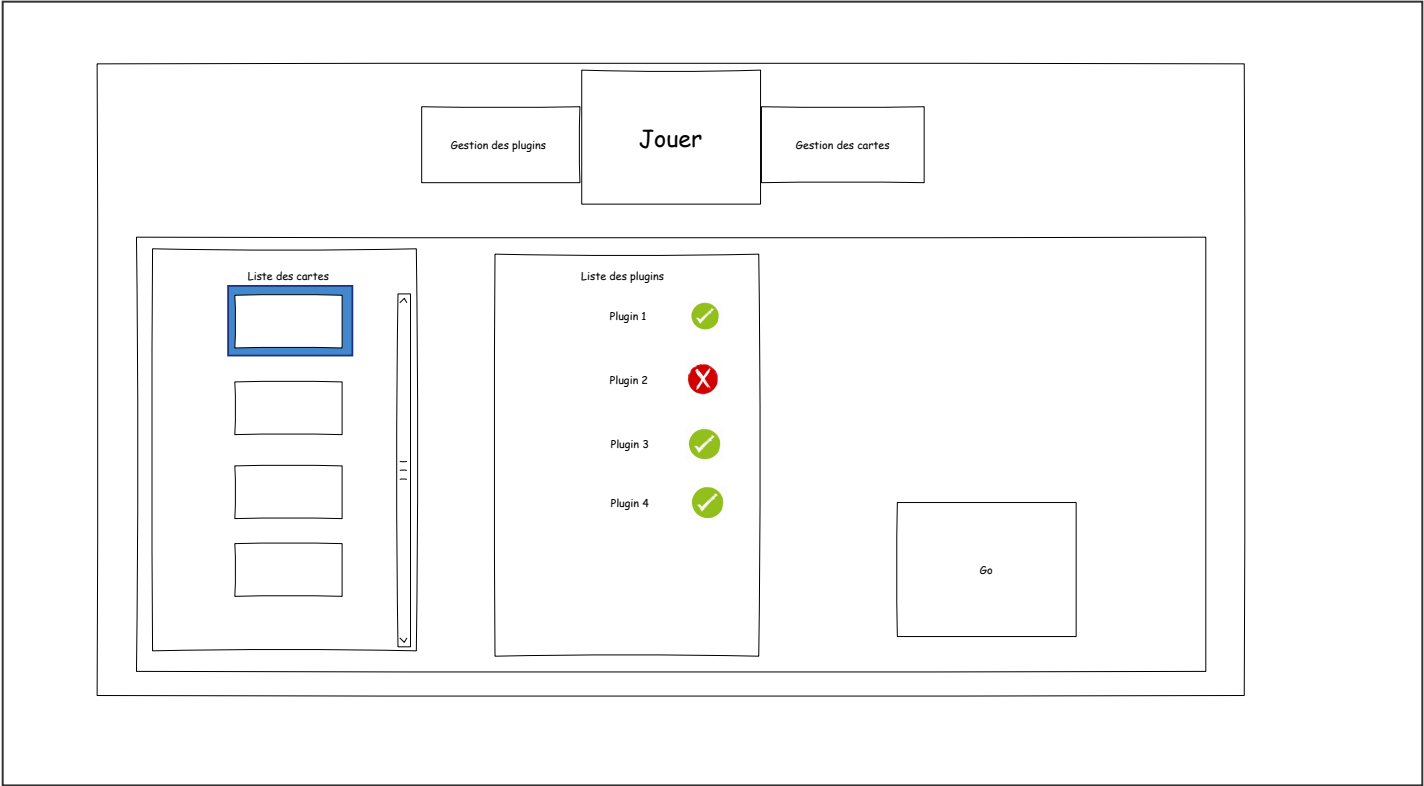 Gestion des plugins
Jouer
Gestion des cartes
Liste des cartes
Liste des plugins
Plugin 1
Plugin 2
Plugin 3
Plugin 4
Go